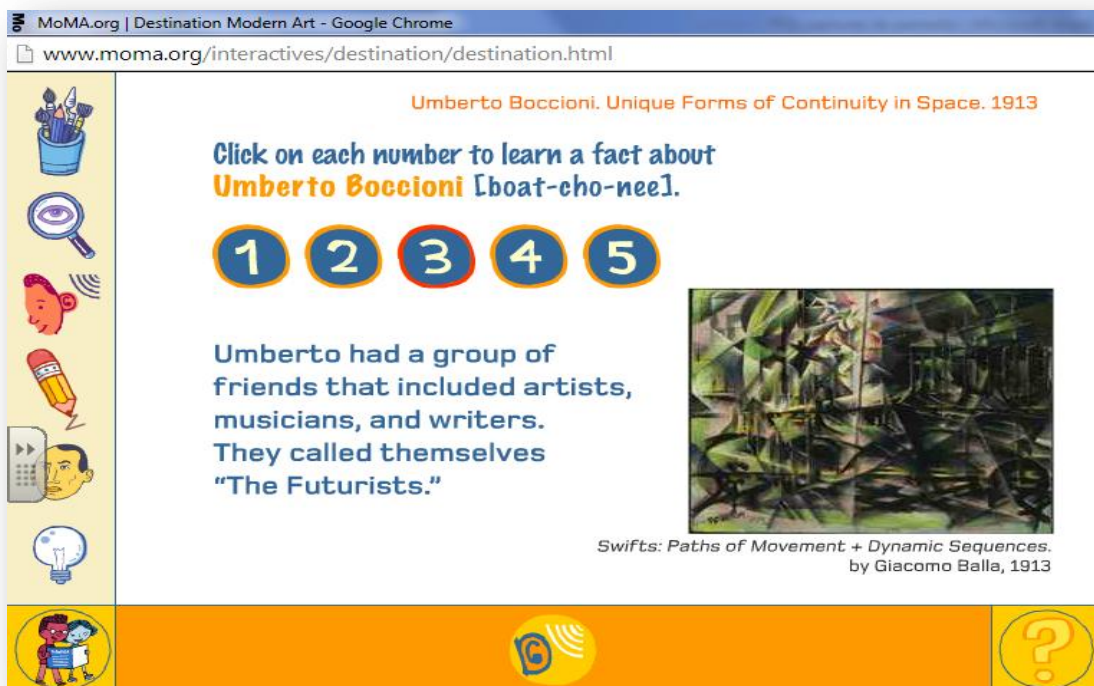 MoMA.org | Destination Modern Art - Google Chrome
www.moma.org/interactives/destination/destination.html
Umberto Boccioni. Unique Forms of Continuity in Space. 1913
Click on each number to learn a fact about
Umberto Boccioni [boat-cho-nee].
1 2 3 4 5
Umberto had a group of
friends that included artists,
musicians, and writers.
They called themselves
“The Futurists.”
Swifts: Paths of Movement + Dynamic Sequences.
by Giacomo Balla, 1913
?